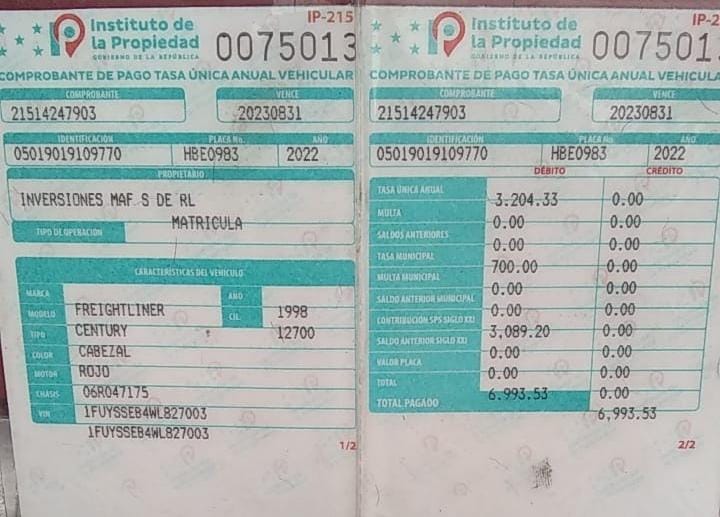 IP-215
Instituto de
la Propiedad
GOBIERNO DE LA REPÚBLICA
0075013
COMPROBANTE DE PAGO TASA ÚNICA ANUAL VEHICULAR
COMPROBANTE VENCE
21514247903 20230831
IDENTIFICACIÓN PLACA No. AÑO
05019019109770 HBE0983 2022
PROPIETARIO
INVERSIONES MAF S DE RL
TIPO DE OPERACIÓN MATRICULA
CARACTERÍSTICAS DEL VEHÍCULO
MARCA FREIGHTLINER AÑO 1998
MODELO CENTURY CIL. 12700
TIPO CABEZAL
COLOR ROJO
MOTOR 06R047175
CHASIS 1FUYSSEB4WL827003
VIN 1FUYSSEB4WL827003
1/2
IP-2
Instituto de
la Propiedad
GOBIERNO DE LA REPÚBLICA
007501
COMPROBANTE DE PAGO TASA ÚNICA ANUAL VEHICULA
COMPROBANTE VENCE
21514247903 20230831
IDENTIFICACIÓN PLACA No. AÑO
05019019109770 HBE0983 2022
DÉBITO CRÉDITO
TASA ÚNICA ANUAL 3.204.33 0.00
MULTA 0.00 0.00
SALDOS ANTERIORES 0.00 0.00
TASA MUNICIPAL 700.00 0.00
MULTA MUNICIPAL 0.00 0.00
SALDO ANTERIOR MUNICIPAL 0.00 0.00
CONTRIBUCIÓN SPS SIGLO XXI 3,089.20 0.00
SALDO ANTERIOR SIGLO XXI 0.00 0.00
VALOR PLACA 0.00 0.00
TOTAL 6.993.53 0.00
TOTAL PAGADO 6,993.53
2/2